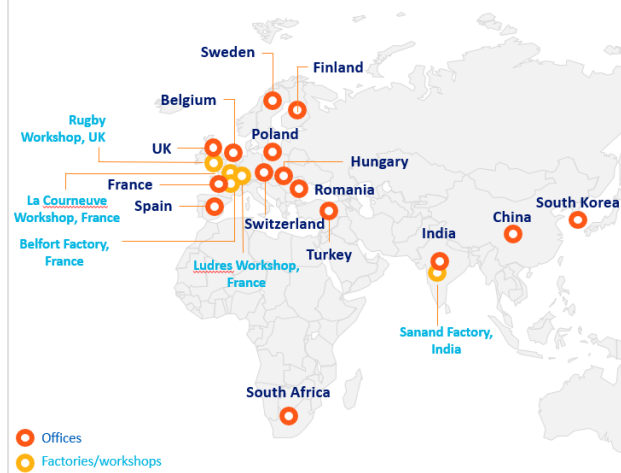 Sweden
Finland
Belgium
Rugby
Workshop, UK
UK
Poland
Hungary
France
La Courneuve
Workshop, France
Romania
Spain
Switzerland
South Korea
China
India
Turkey
Belfort Factory,
France
Ludres Workshop,
France
Sanand Factory,
India
South Africa
Offices
Factories/workshops